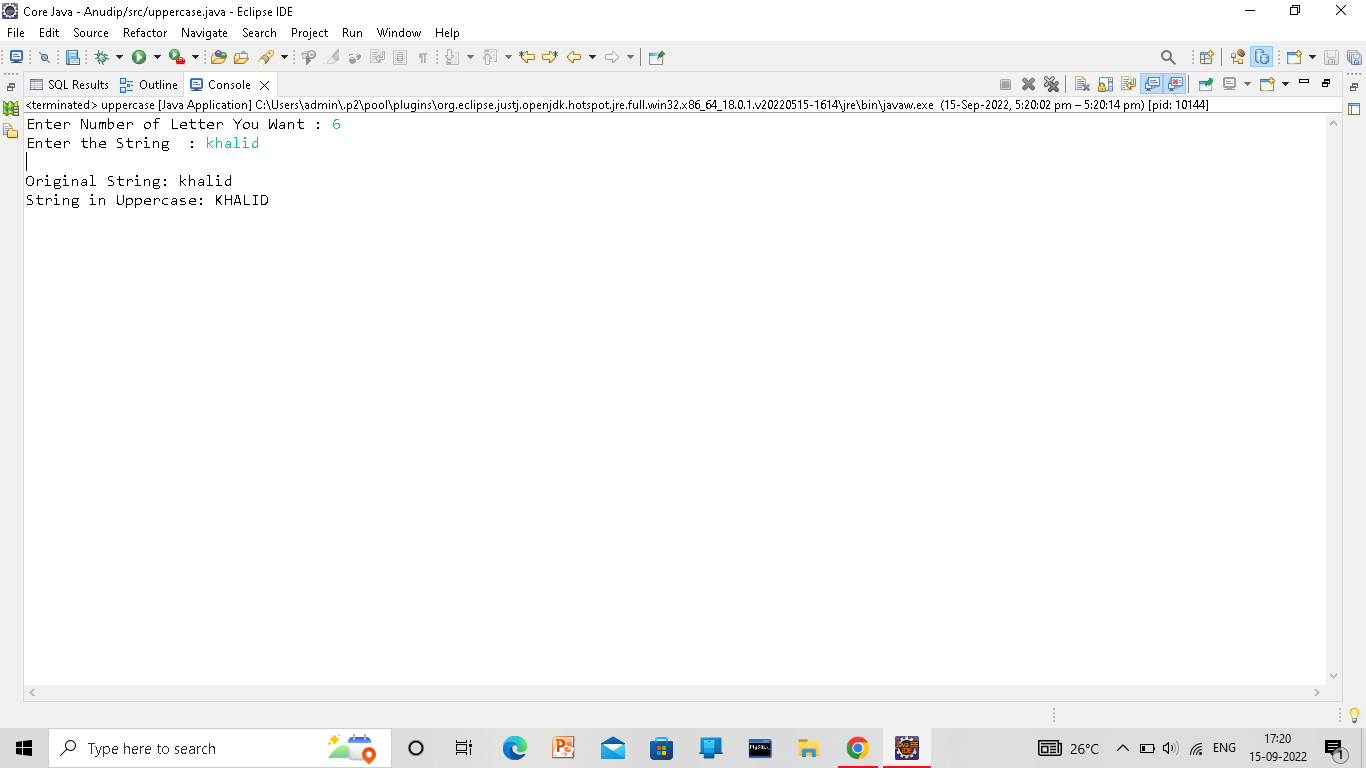 Core Java - Anudip/src/uppercase.java - Eclipse IDE
File Edit Source Refactor Navigate Search Project Run Window Help
SQL Results Outline Console
<terminated> uppercase [Java Application] C:\Users\admin\.p2\pool\plugins\org.eclipse.justj.openjdk.hotspot.jre.full.win32.x86_64_18.0.1.v20220515-1614\jre\bin\javaw.exe (15-Sep-2022, 5:20:02 pm – 5:20:14 pm) [pid: 10144]
Enter Number of Letter You Want : 6
Enter the String  : khalid
Original String: khalid
String in Uppercase: KHALID
Type here to search
26°C ENG
17:20
15-09-2022
1